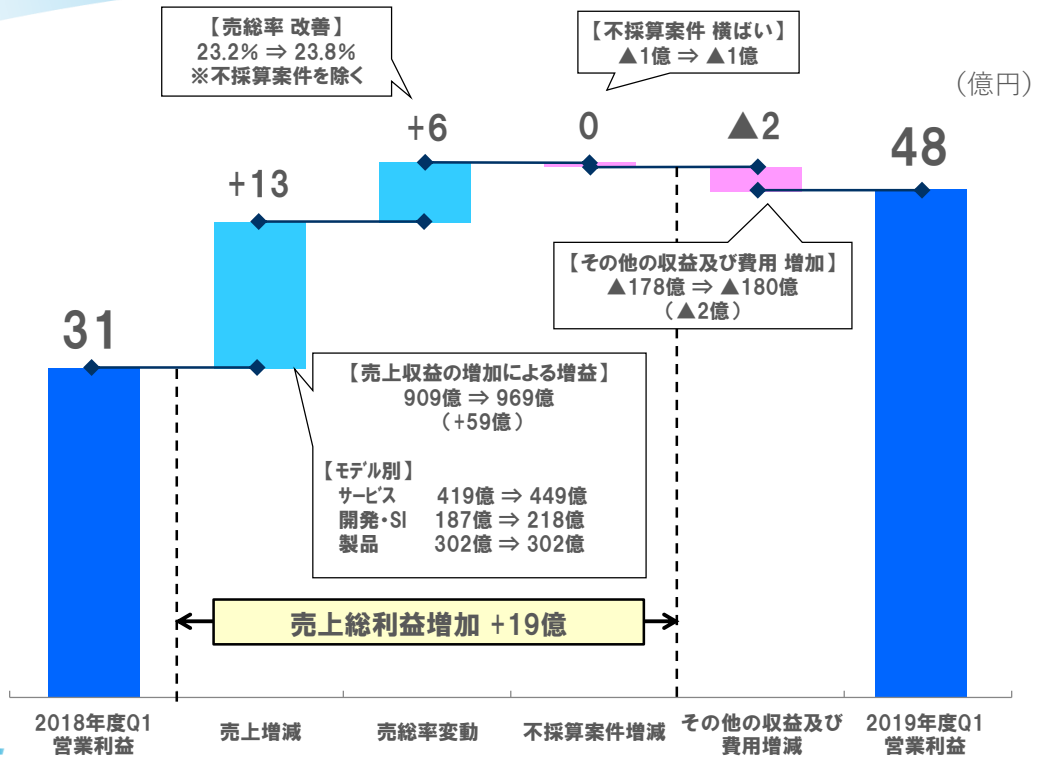 【売総率 改善】
23.2% ⇒ 23.8%
※不採算案件を除く
【不採算案件 横ばい】
▲1億 ⇒ ▲1億
(億円)
+6
0
▲2
48
+13
【その他の収益及び費用 増加】
▲178億 ⇒ ▲180億
(▲2億)
31
【売上収益の増加による増益】
909億 ⇒ 969億
(+59億)
【モデル別】
サービス 419億 ⇒ 449億
開発・SI 187億 ⇒ 218億
製品 302億 ⇒ 302億
売上総利益増加 +19億
2018年度Q1
営業利益
売上増減
売総率変動
不採算案件増減
その他の収益及び
費用増減
2019年度Q1
営業利益